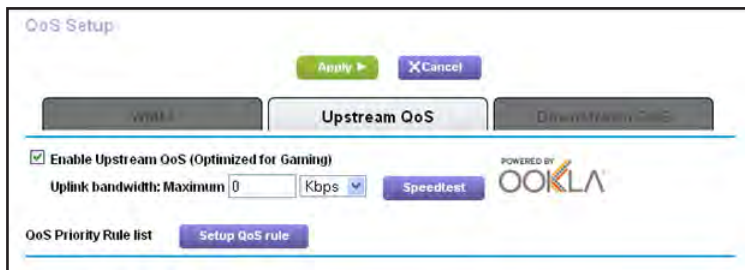 QoS Setup
Apply ▶
X Cancel
WMM
Upstream QoS
Downstream QoS
Enable Upstream QoS (Optimized for Gaming)
Uplink bandwidth: Maximum 0 Kbps Speedtest
POWERED BY
OOKLA
QoS Priority Rule list Setup QoS rule